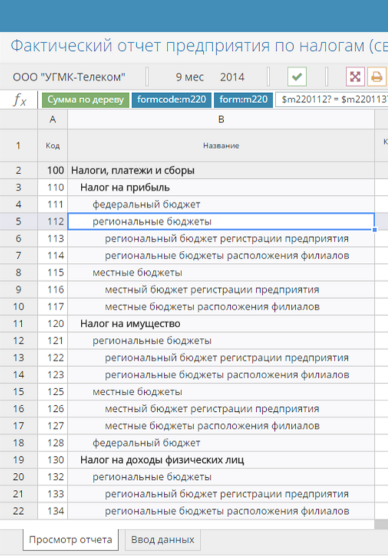 Фактический отчет предприятия по налогам (св
ООО "УГМК-Телеком" 9 мес 2014
fx Сумма по дереву formcode:m220 form:m220 $m220112? = $m220113?
A B
1 Код Название К
2 100 Налоги, платежи и сборы
3 110 Налог на прибыль
4 111 федеральный бюджет
5 112 региональные бюджеты
6 113 региональный бюджет регистрации предприятия
7 114 региональные бюджеты расположения филиалов
8 115 местные бюджеты
9 116 местный бюджет регистрации предприятия
10 117 местные бюджеты расположения филиалов
11 120 Налог на имущество
12 121 региональные бюджеты
13 122 региональный бюджет регистрации предприятия
14 123 региональные бюджеты расположения филиалов
15 125 местные бюджеты
16 126 местный бюджет регистрации предприятия
17 127 местные бюджеты расположения филиалов
18 128 федеральный бюджет
19 130 Налог на доходы физических лиц
20 132 региональные бюджеты
21 133 региональный бюджет регистрации предприятия
22 134 региональные бюджеты расположения филиалов
Просмотр отчета Ввод данных